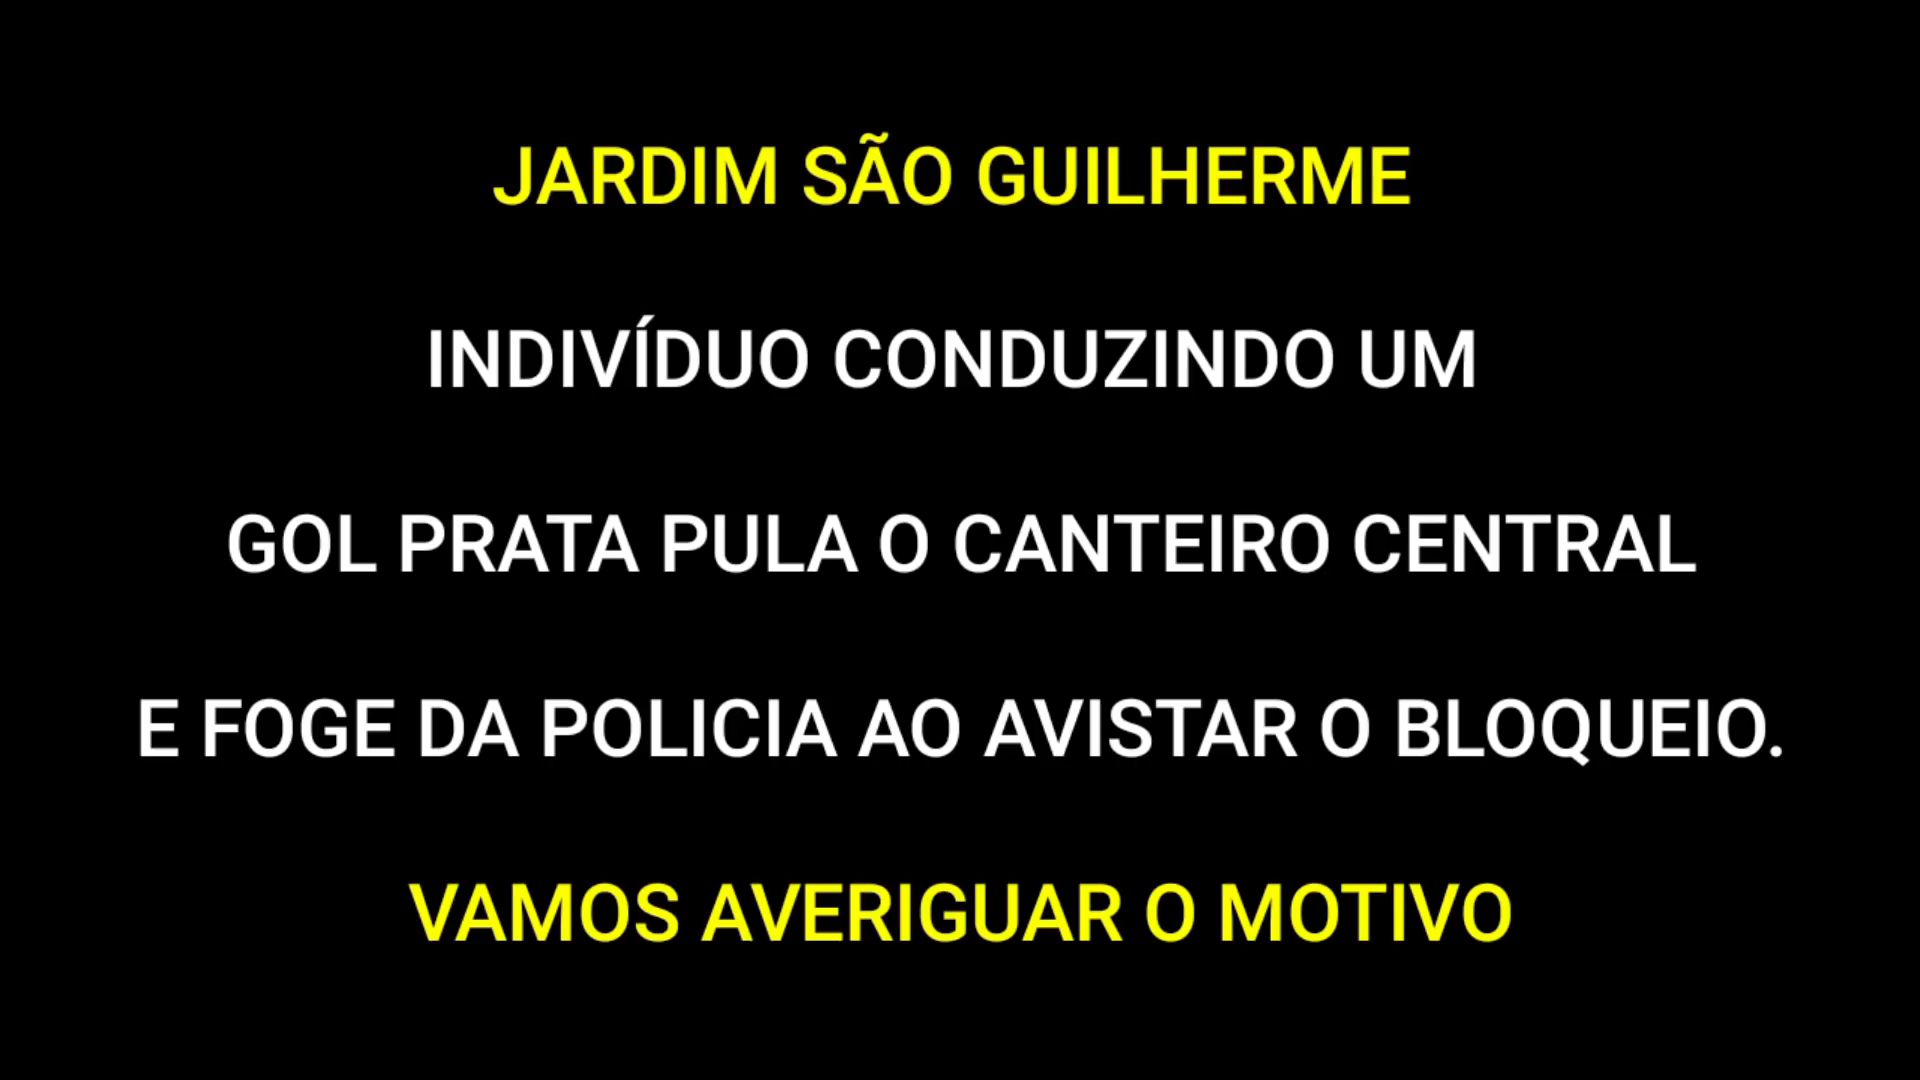 JARDIM SÃO GUILHERME
INDIVÍDUO CONDUZINDO UM
GOL PRATA PULA O CANTEIRO CENTRAL
E FOGE DA POLICIA AO AVISTAR O BLOQUEIO.
VAMOS AVERIGUAR O MOTIVO